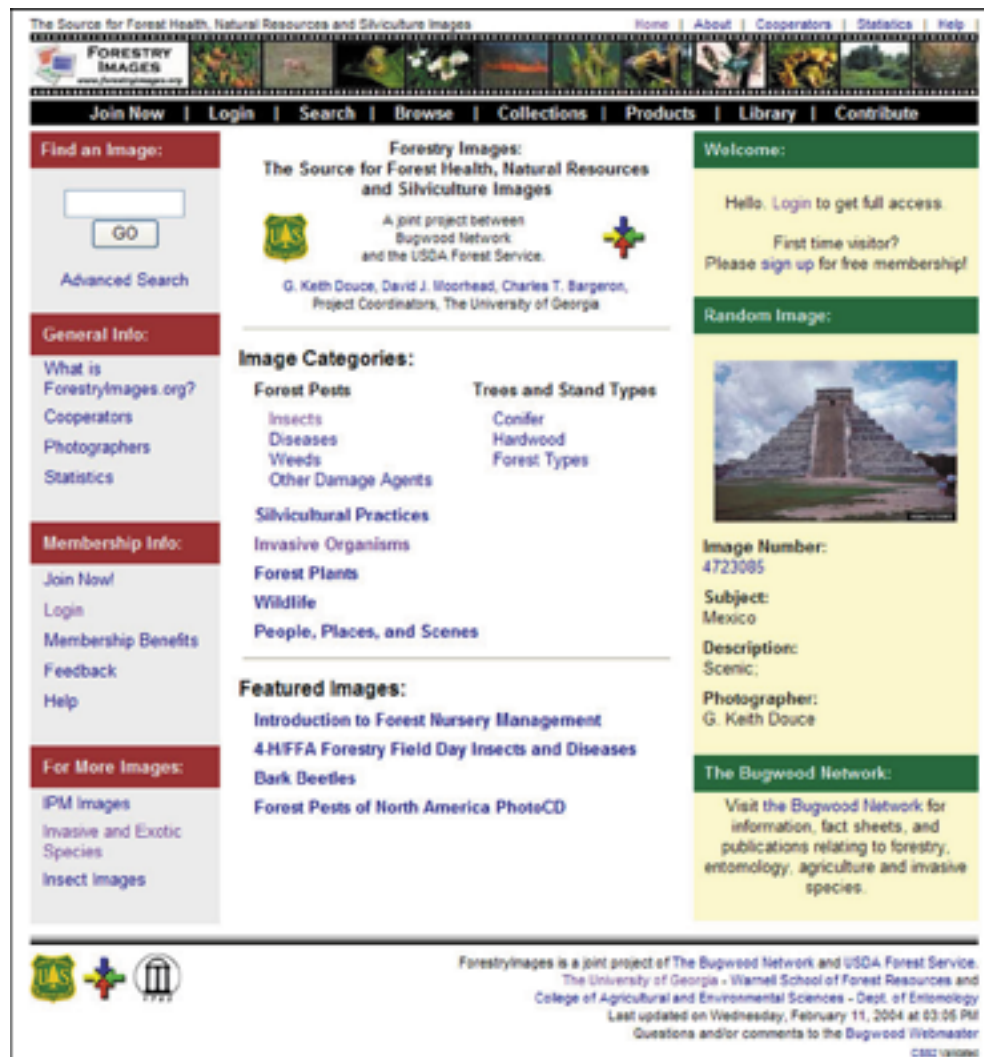 The Source for Forest Health, Natural Resources and Silviculture Images
Home | About | Cooperators | Statistics | Help |
FORESTRY
IMAGES
www.forestryimages.org
Join Now | Login | Search | Browse | Collections | Products | Library | Contribute
Find an Image:
GO
Advanced Search
General Info:
What is
ForestryImages.org?
Cooperators
Photographers
Statistics
Membership Info:
Join Now!
Login
Membership Benefits
Feedback
Help
For More Images:
IPM Images
Invasive and Exotic
Species
Insect Images
Forestry Images:
The Source for Forest Health, Natural Resources
and Silviculture Images
UAS
A joint project between
Bugwood Network
and the USDA Forest Service.
G. Keith Douce, David J. Moorhead, Charles T. Bargeron,
Project Coordinators, The University of Georgia
Image Categories:
Forest Pests
Insects
Diseases
Weeds
Other Damage Agents
Trees and Stand Types
Conifer
Hardwood
Forest Types
Silvicultural Practices
Invasive Organisms
Forest Plants
Wildlife
People, Places, and Scenes
Featured Images:
Introduction to Forest Nursery Management
4-H/FFA Forestry Field Day Insects and Diseases
Bark Beetles
Forest Pests of North America PhotoCD
Welcome:
Hello. Login to get full access.
First time visitor?
Please sign up for free membership!
Random Image:
Image Number:
4723085
Subject:
Mexico
Description:
Scenic;
Photographer:
G. Keith Douce
The Bugwood Network:
Visit the Bugwood Network for
information, fact sheets, and
publications relating to forestry,
entomology, agriculture and invasive
species.
UAS
ForestryImages is a joint project of The Bugwood Network and USDA Forest Service.
The University of Georgia - Warnell School of Forest Resources and
College of Agricultural and Environmental Sciences - Dept. of Entomology
Last updated on Wednesday, February 11, 2004 at 03:05 PM
Questions and/or comments to the Bugwood Webmaster